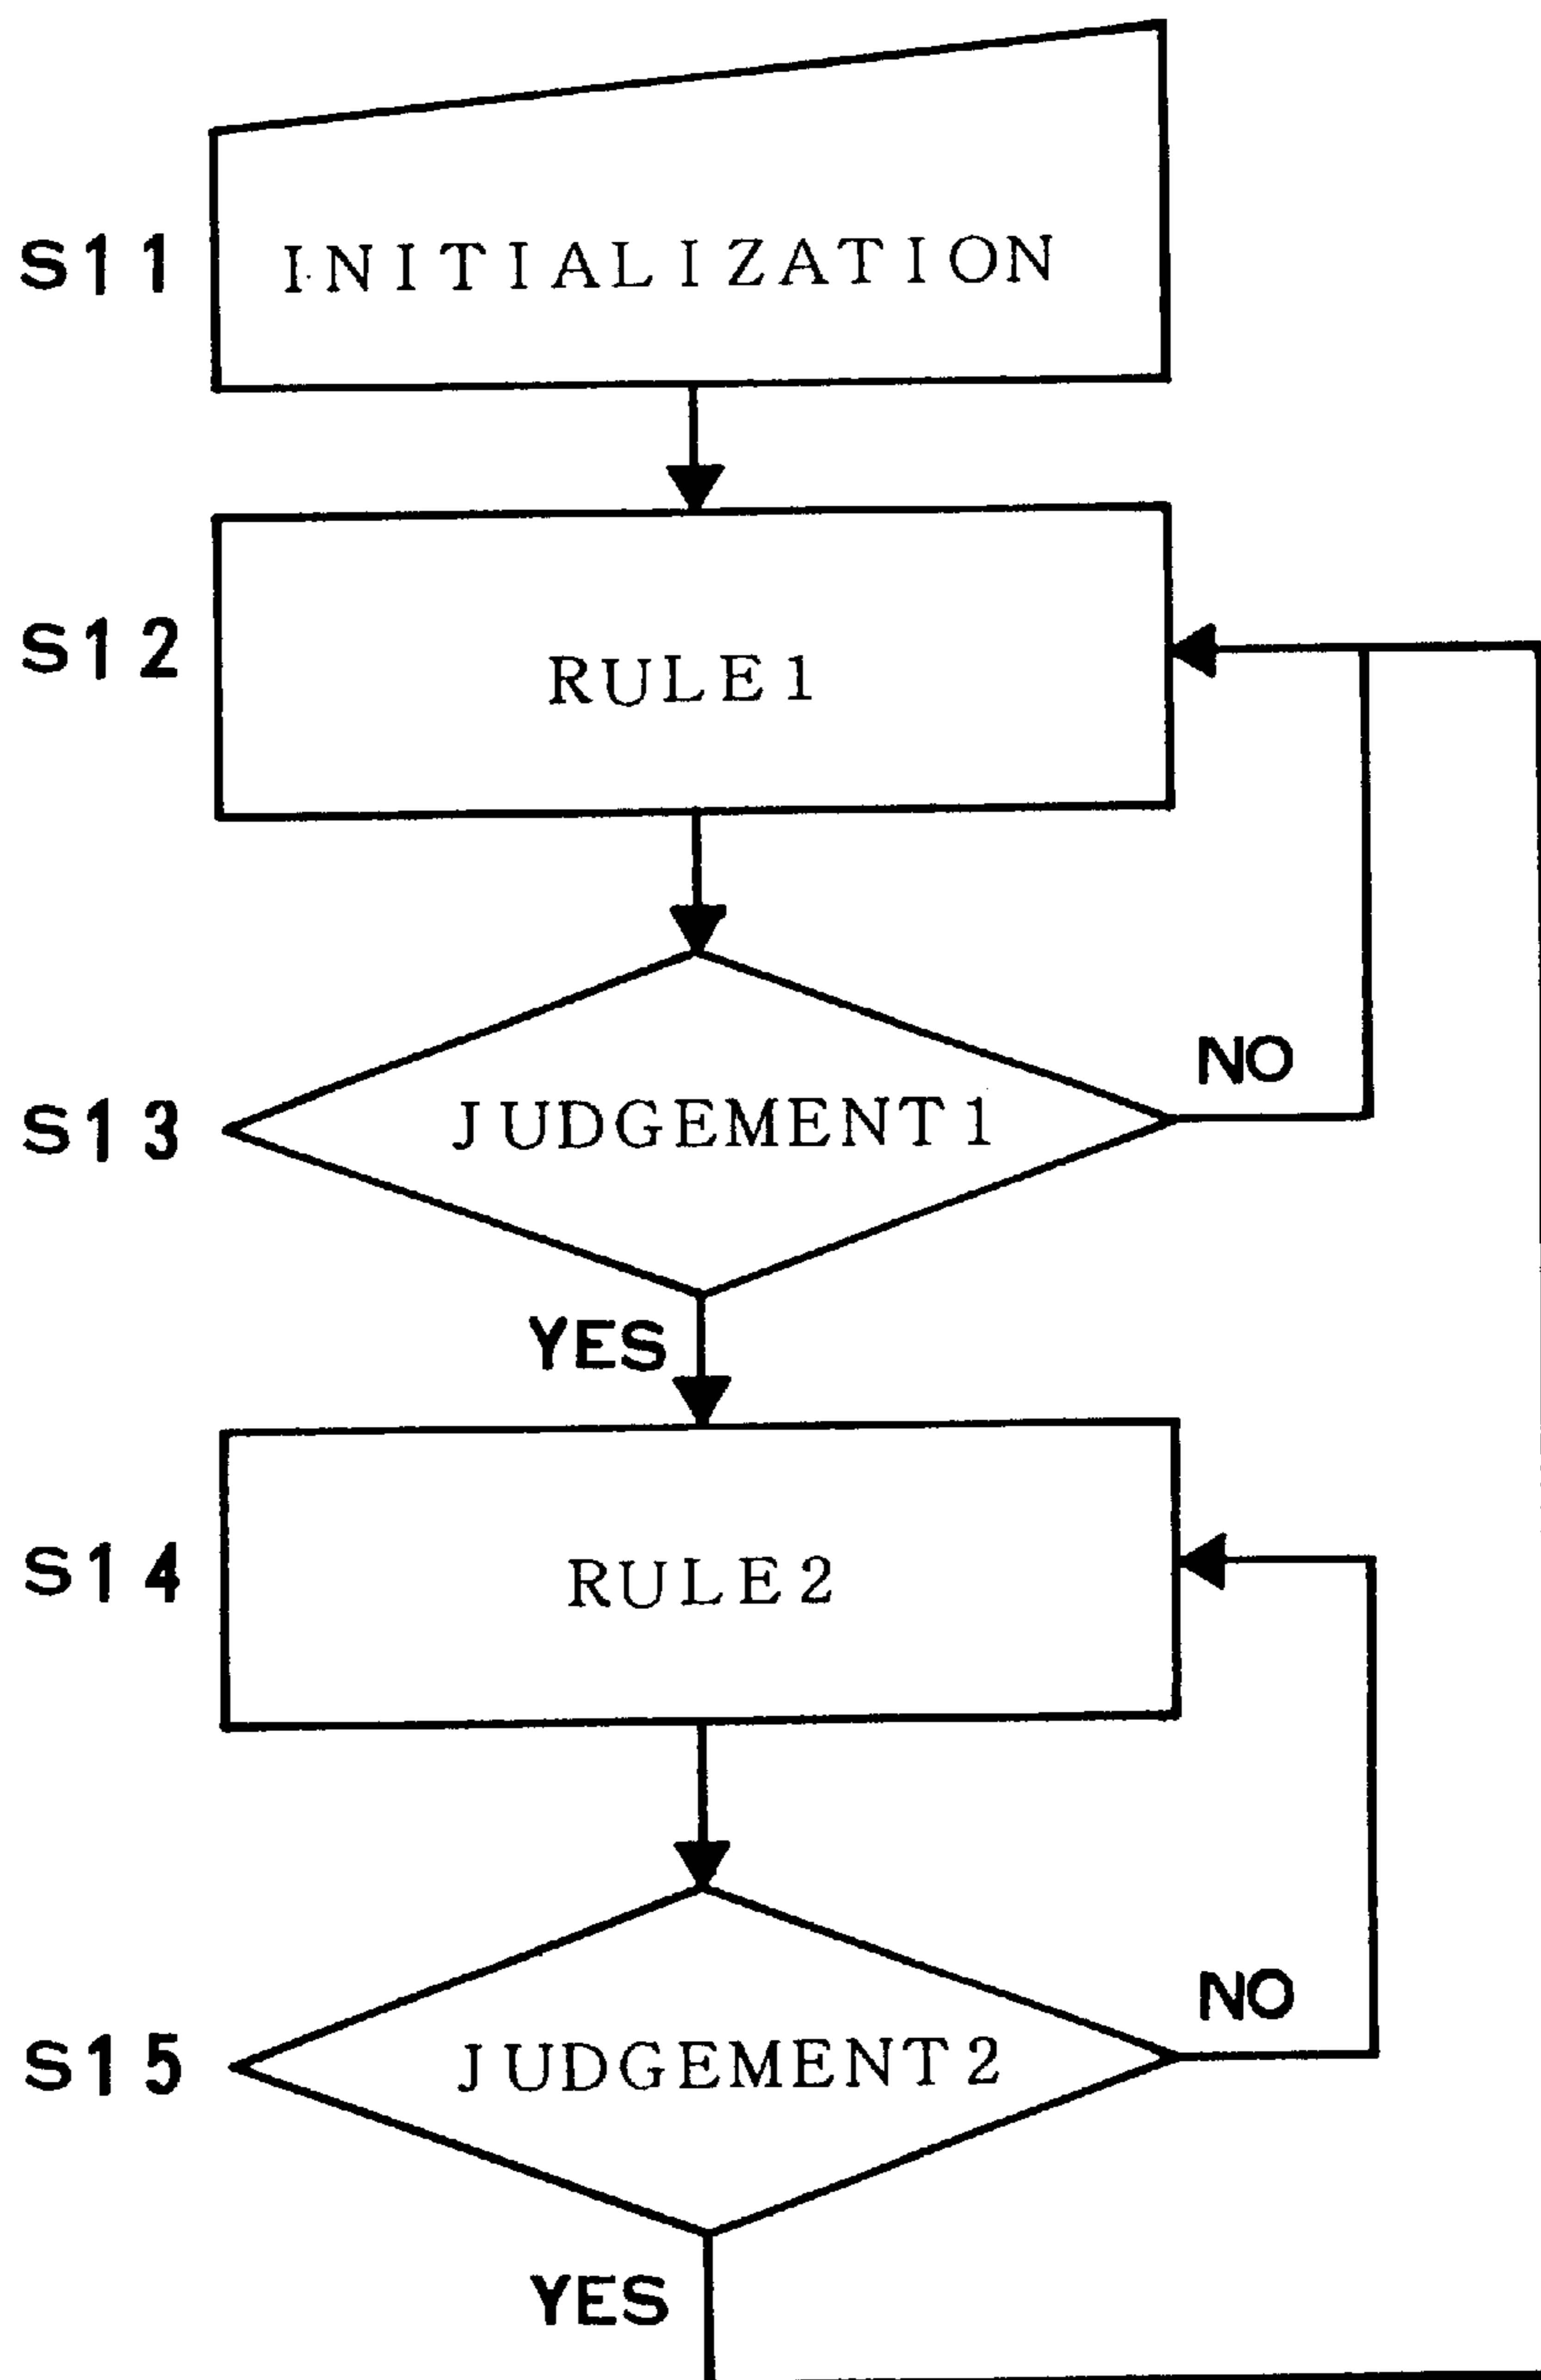 S11 INITIALIZATION
S12 RULE1
NO
S13 JUDGEMENT1
YES
S14 RULE2
NO
S15 JUDGEMENT2
YES